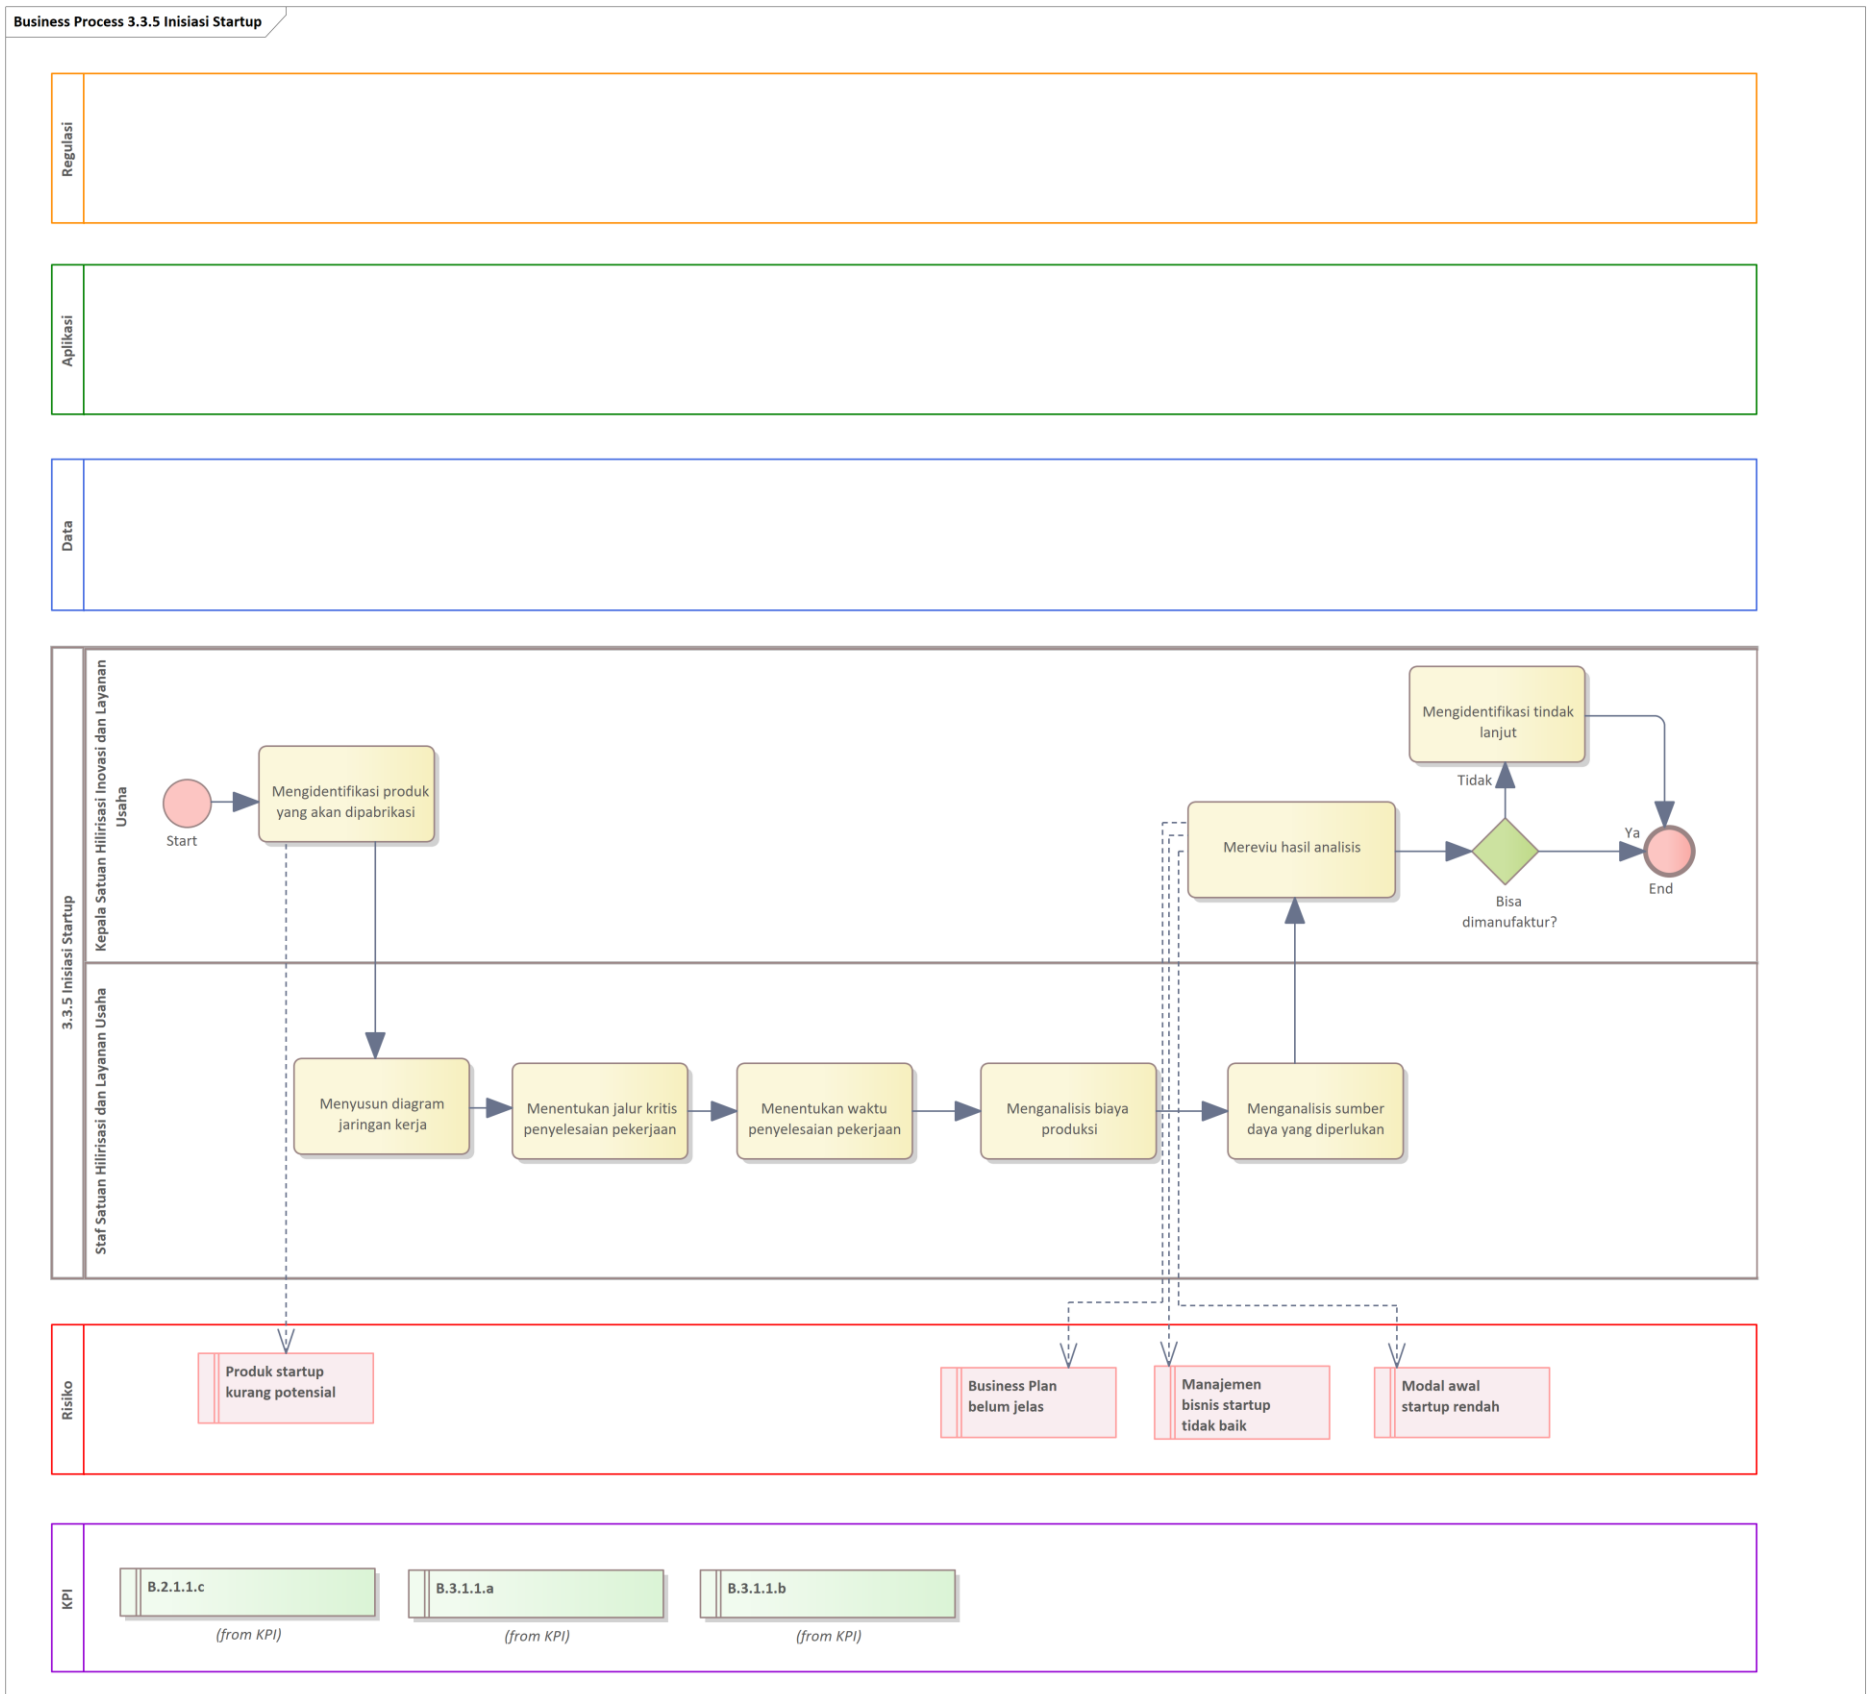 Business Process 3.3.5 Inisiasi Startup
Regulasi
Aplikasi
Data
3.3.5 Inisiasi Startup
Kepala Satuan Hilirisasi Inovasi dan Layanan
Usaha
Start
Mengidentifikasi produk
yang akan dipabrikasi
Mereviu hasil analisis
Mengidentifikasi tindak
lanjut
Tidak
Bisa
dimanufaktur?
Ya
End
Staf Satuan Hilirisasi dan Layanan Usaha
Menyusun diagram
jaringan kerja
Menentukan jalur kritis
penyelesaian pekerjaan
Menentukan waktu
penyelesaian pekerjaan
Menganalisis biaya
produksi
Menganalisis sumber
daya yang diperlukan
Risiko
Produk startup
kurang potensial
Business Plan
belum jelas
Manajemen
bisnis startup
tidak baik
Modal awal
startup rendah
KPI
B.2.1.1.c
(from KPI)
B.3.1.1.a
(from KPI)
B.3.1.1.b
(from KPI)